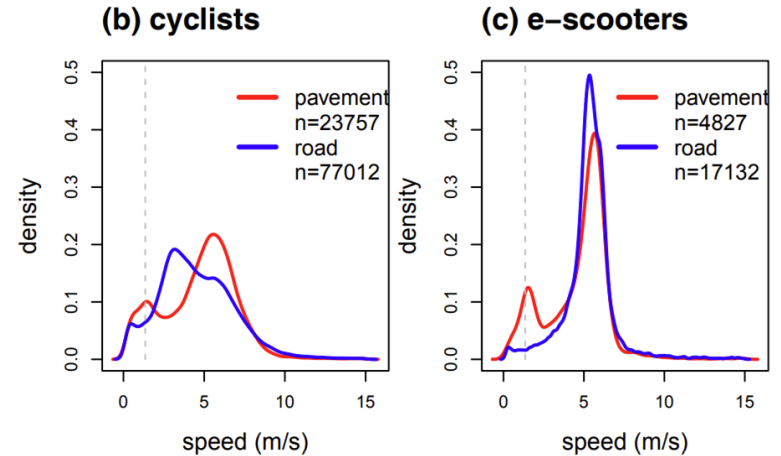 (b) cyclists
0.5
0.4
0.3
0.2
0.1
0.0
density
pavement
n=23757
road
n=77012
0 5 10 15
speed (m/s)
(c) e−scooters
0.5
0.4
0.3
0.2
0.1
0.0
density
pavement
n=4827
road
n=17132
0 5 10 15
speed (m/s)